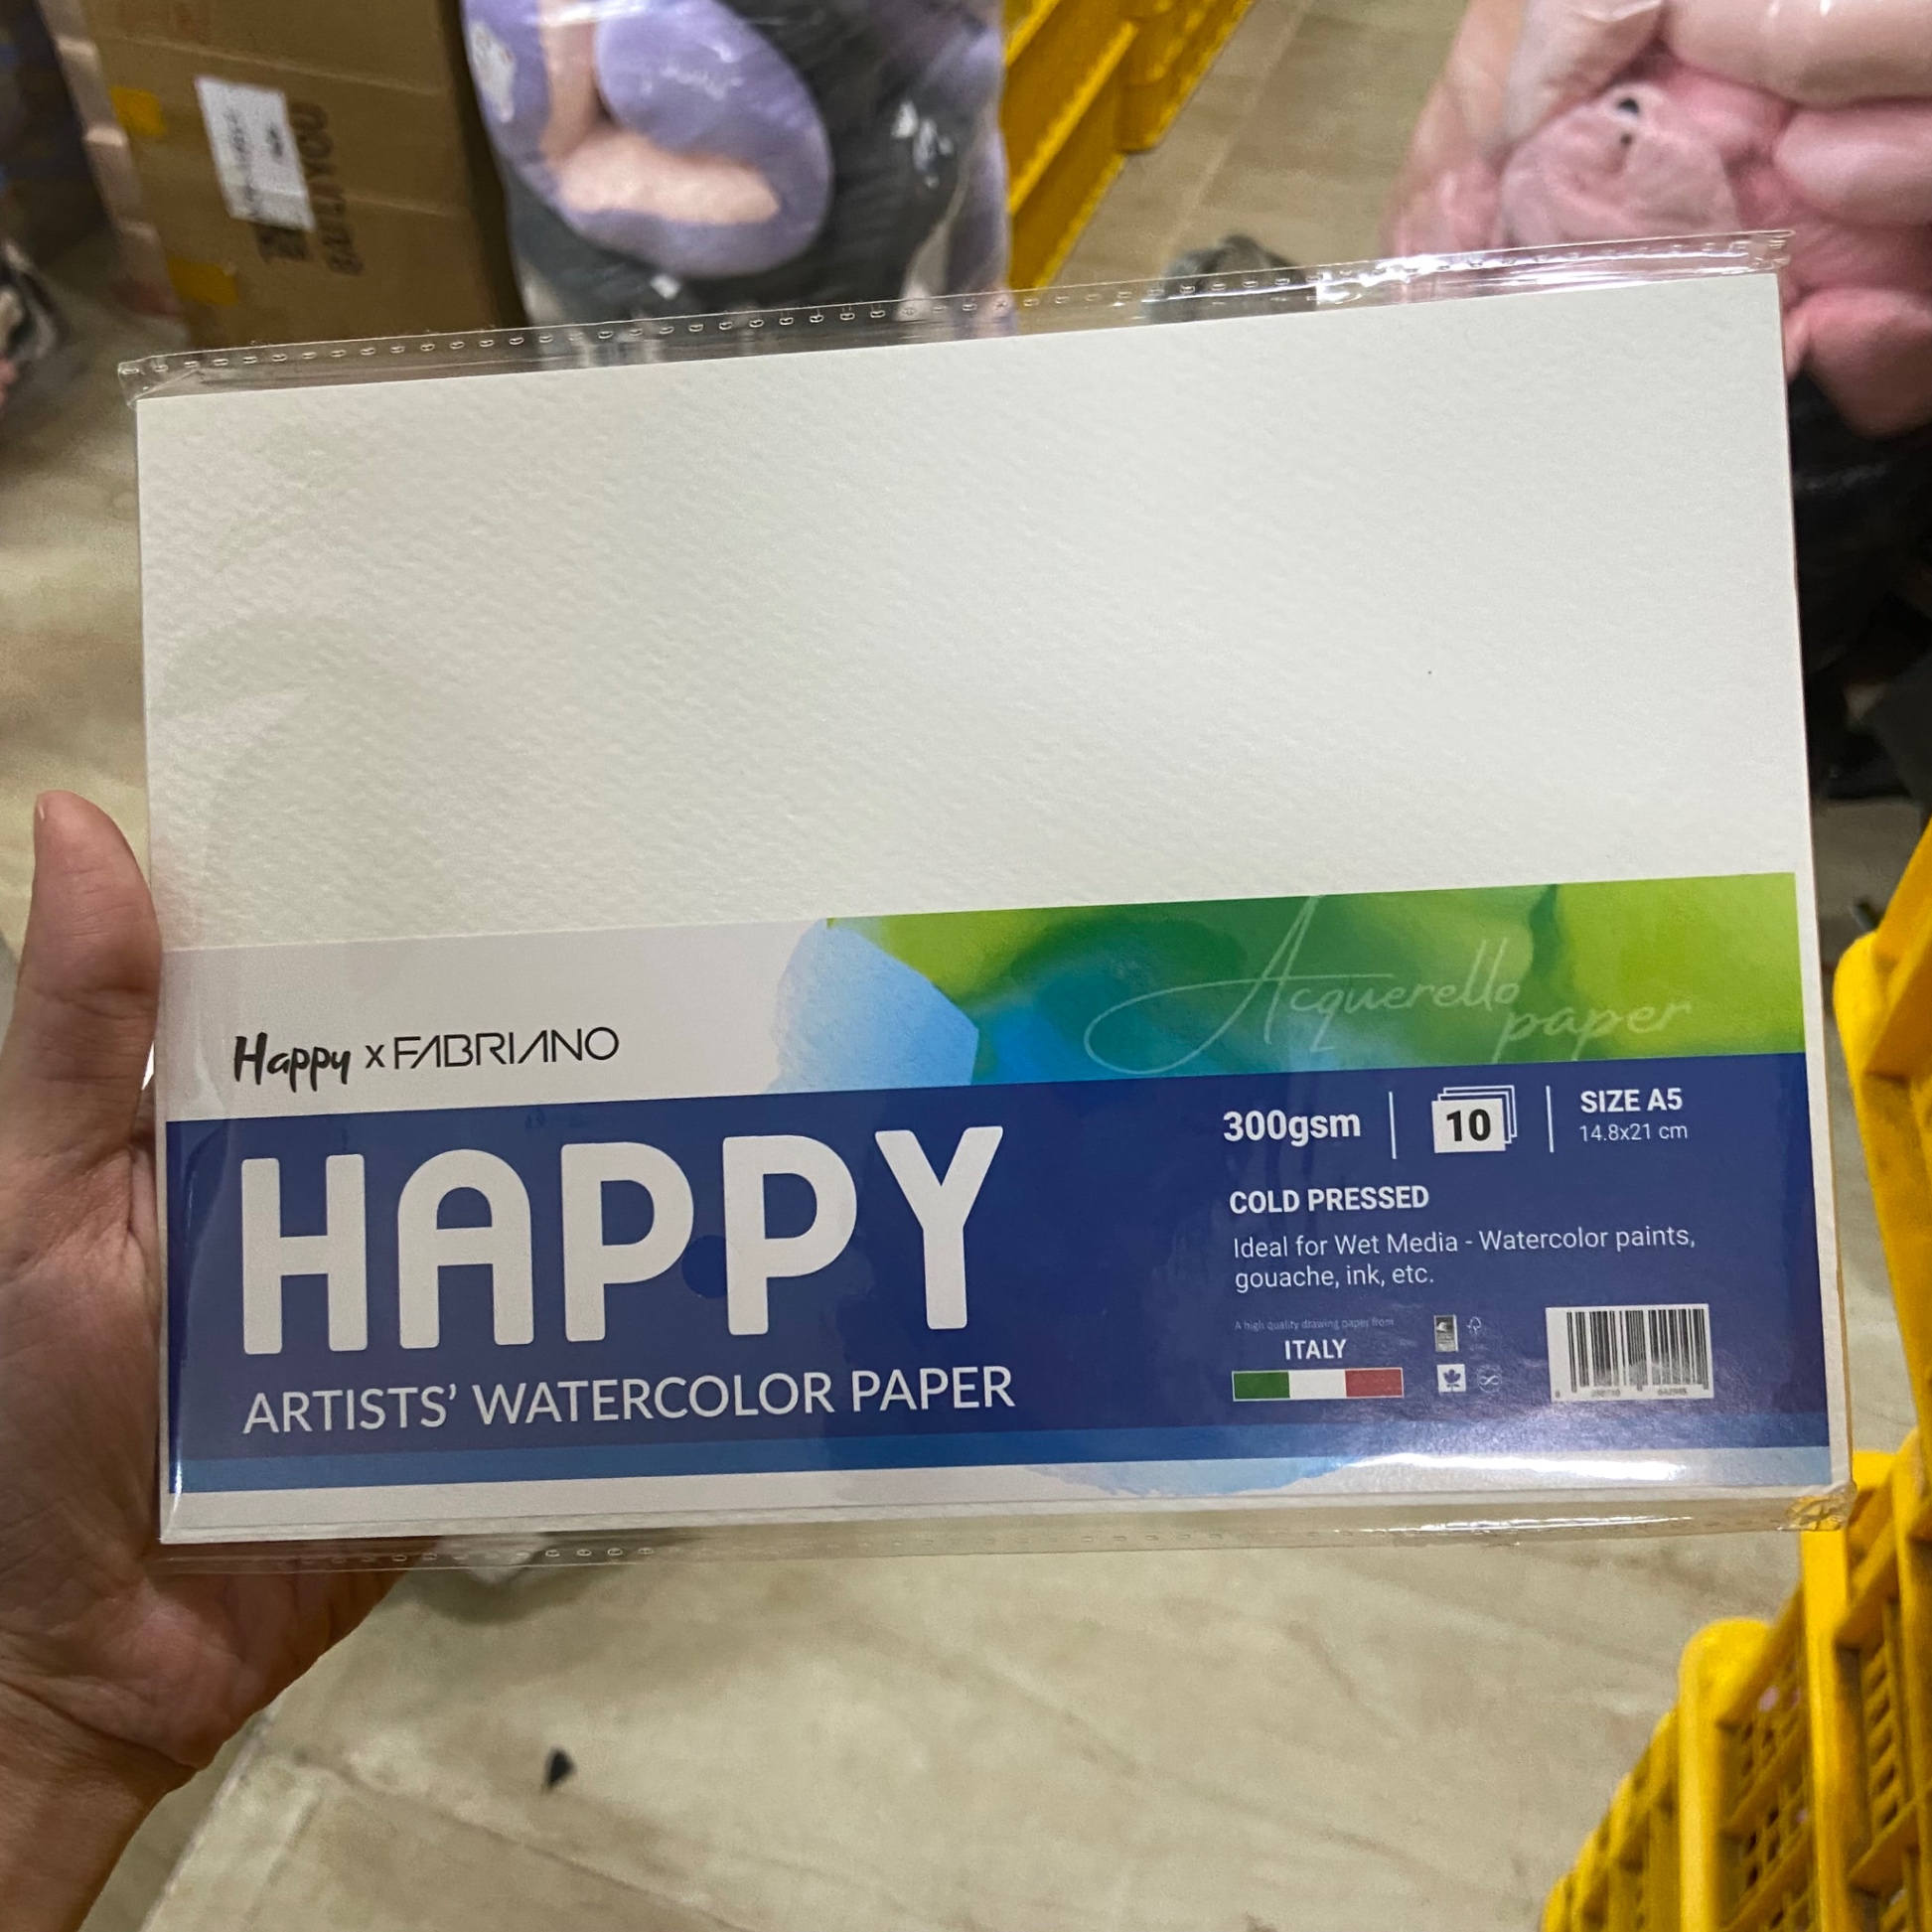 Happy x FABRIANO
Acquerello
paper
HAPPY
ARTISTS' WATERCOLOR PAPER
300gsm
10
SIZE A5
14.8x21 cm
COLD PRESSED
Ideal for Wet Media - Watercolor paints,
gouache, ink, etc.
A high quality drawing paper from
ITALY